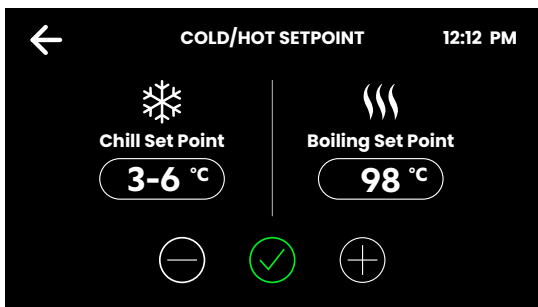 COLD/HOT SETPOINT 12:12 PM
Chill Set Point
3-6 °C
Boiling Set Point
98 °C